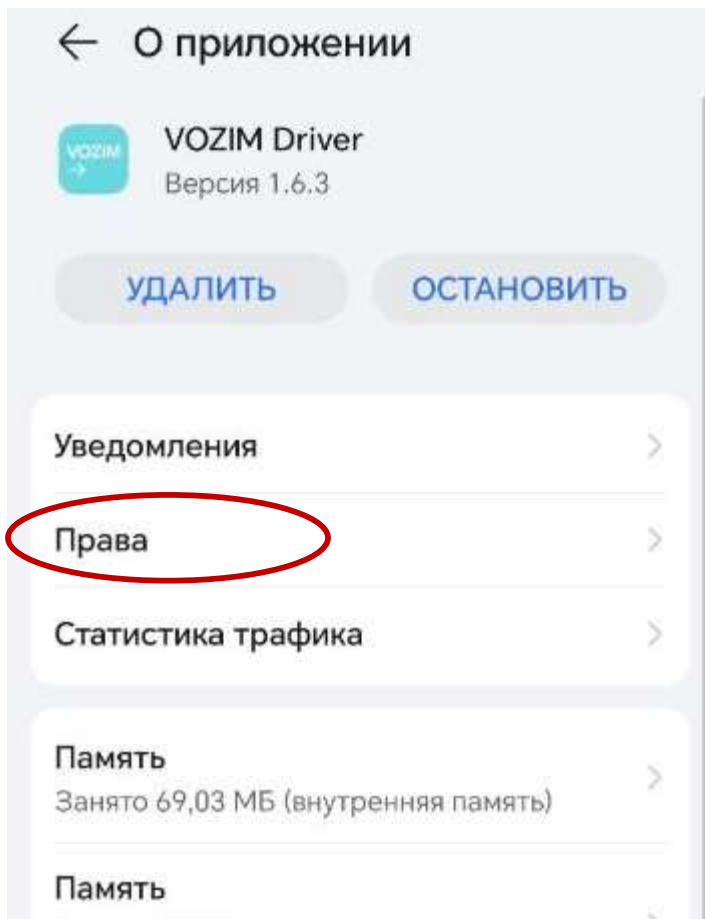 ← О приложении
VOZIM Driver
VOZIM
→
Версия 1.6.3
УДАЛИТЬ
ОСТАНОВИТЬ
Уведомления
Права
Статистика трафика
Память
Занято 69,03 МБ (внутренняя память)
Память